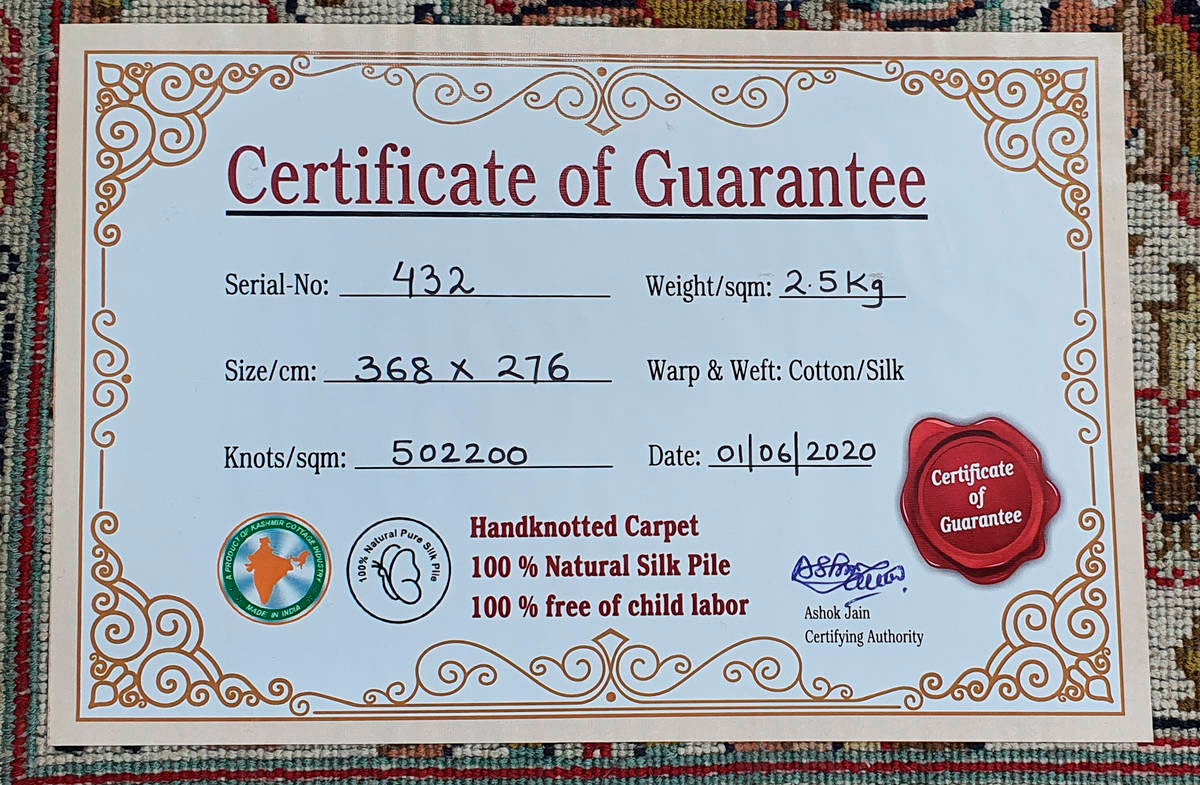 Certificate of Guarantee
Serial-No: 432
Weight/sqm: 2.5 Kg
Size/cm: 368 x 276
Warp & Weft: Cotton/Silk
Knots/sqm: 502200
Date: 01/06/2020
Certificate
of
Guarantee
A PRODUCT OF KASHMIR COTTAGE INDUSTRY
MADE IN INDIA
100% Natural Pure Silk Pile
Handknotted Carpet
100 % Natural Silk Pile
100 % free of child labor
Ashok Jain
Certifying Authority